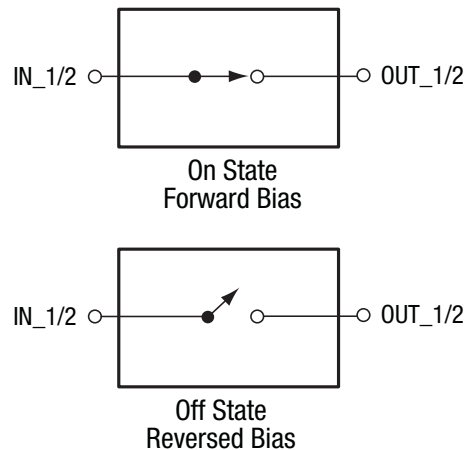 IN_1/2
OUT_1/2
On State
Forward Bias
IN_1/2
OUT_1/2
Off State
Reversed Bias